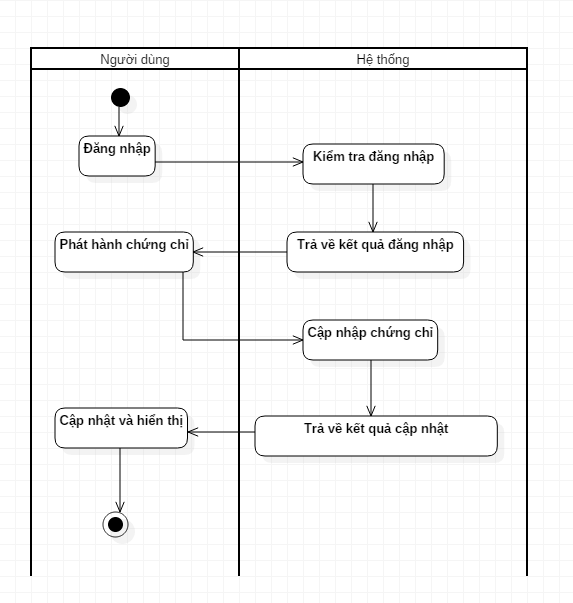 Người dùng
Hệ thống
Đăng nhập
Kiểm tra đăng nhập
Phát hành chứng chỉ
Trả về kết quả đăng nhập
Cập nhập chứng chỉ
Cập nhật và hiển thị
Trả về kết quả cập nhật